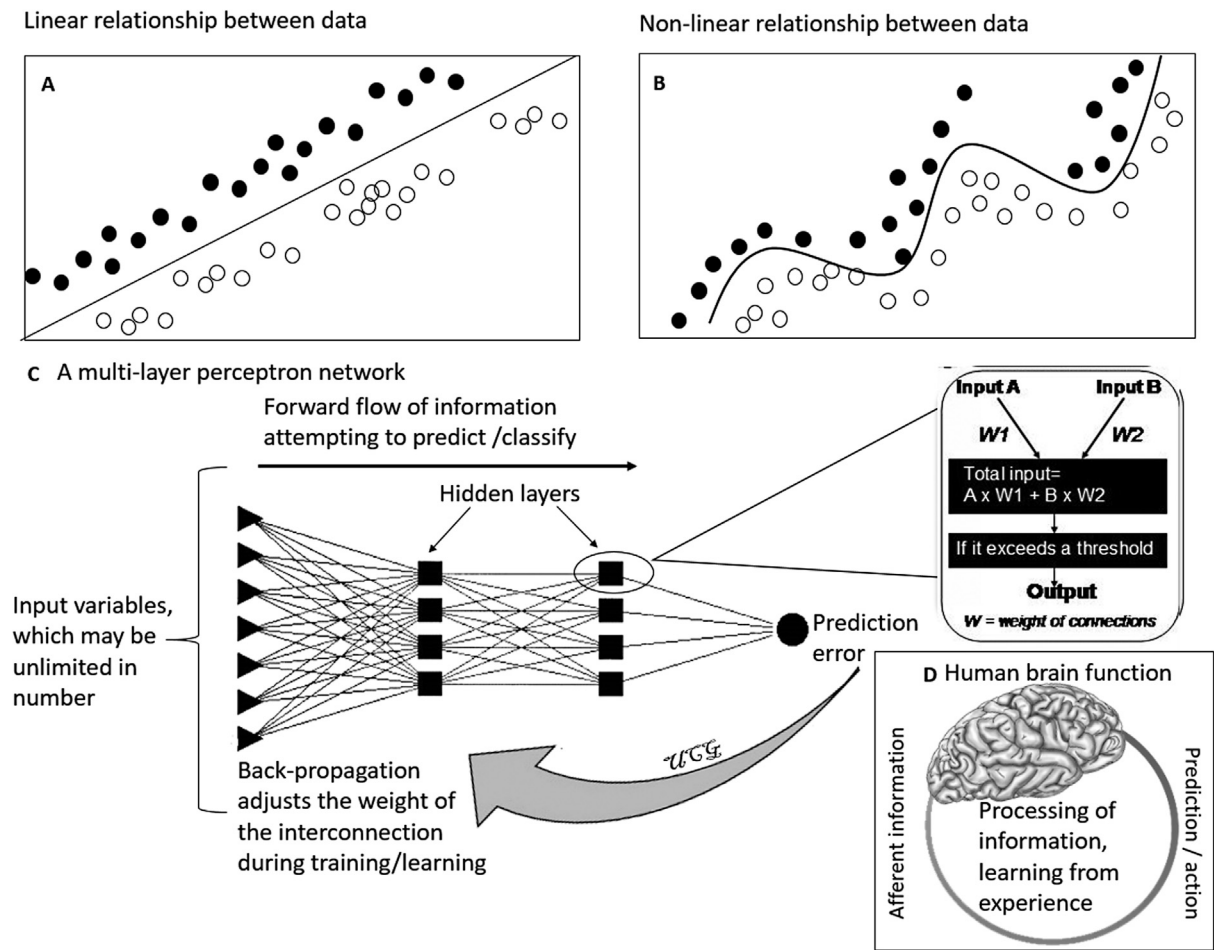 Linear relationship between data
Non-linear relationship between data
A
B
C A multi-layer perceptron network
Forward flow of information
attempting to predict /classify
Hidden layers
Input variables,
which may be
unlimited in
number
Prediction
error
Back-propagation
adjusts the weight of
the interconnection
during training/learning
UCG
Input A
Input B
W1
W2
Total input=
A x W1 + B x W2
If it exceeds a threshold
Output
W = weight of connections
D Human brain function
Afferent information
Processing of
information,
learning from
experience
Prediction / action